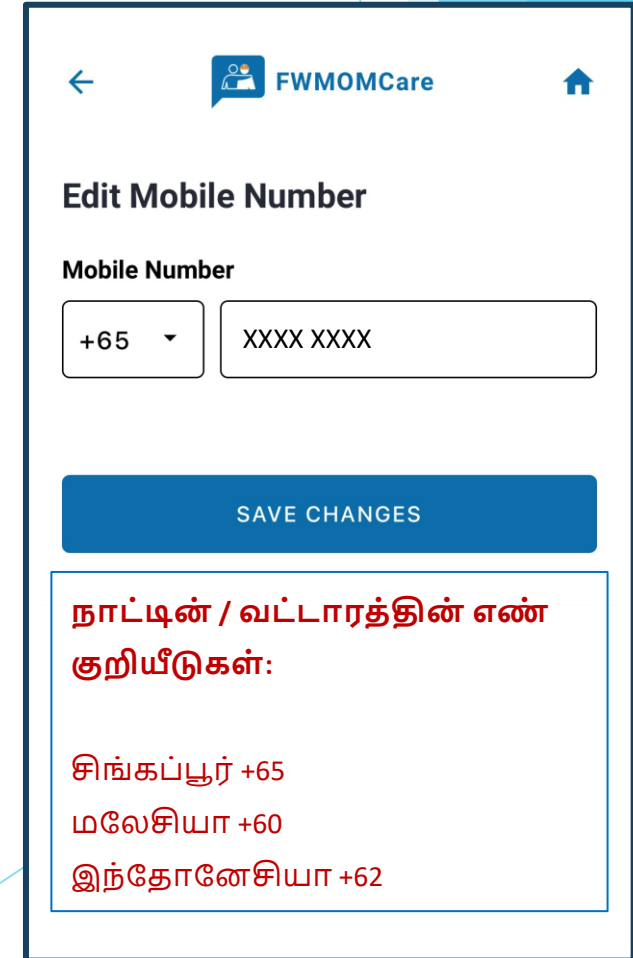 FWMOMCare
Edit Mobile Number
Mobile Number
+65 XXXX XXXX
SAVE CHANGES
நாட்டின் / வட்டாரத்தின் எண்
குறியீடுகள்:
சிங்கப்பூர் +65
மலேசியா +60
இந்தோனேசியா +62